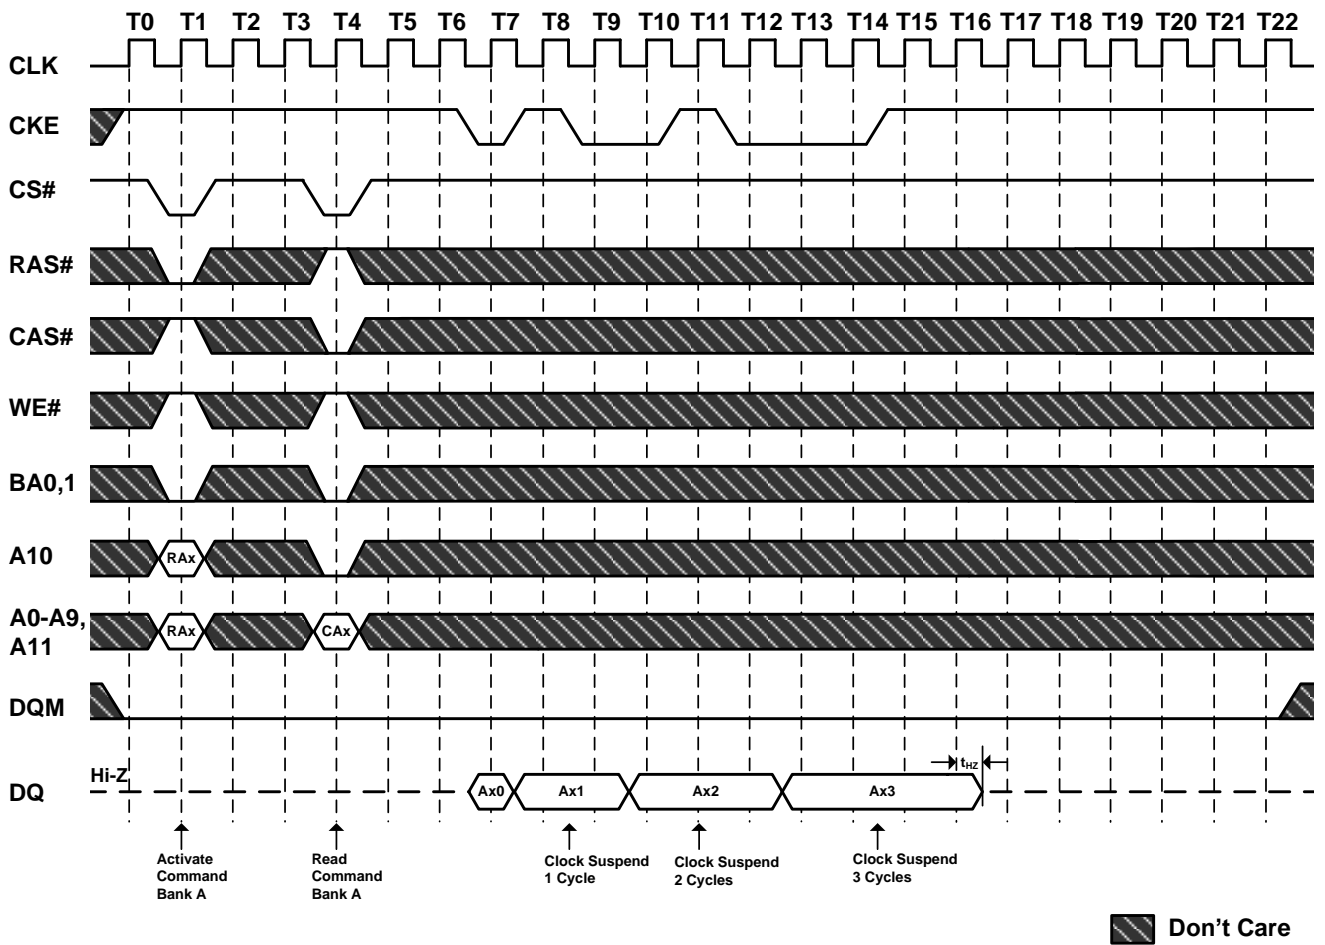 T0 T1 T2 T3 T4 T5 T6 T7 T8 T9 T10 T11 T12 T13 T14 T15 T16 T17 T18 T19 T20 T21 T22
CLK
CKE
CS#
RAS#
CAS#
WE#
BA0,1
A10 RAx
A0-A9,
A11 RAx CAx
DQM
tHZ
Hi-Z
DQ Ax0 Ax1 Ax2 Ax3
Activate
Command
Bank A
Read
Command
Bank A
Clock Suspend
1 Cycle
Clock Suspend
2 Cycles
Clock Suspend
3 Cycles
Don't Care